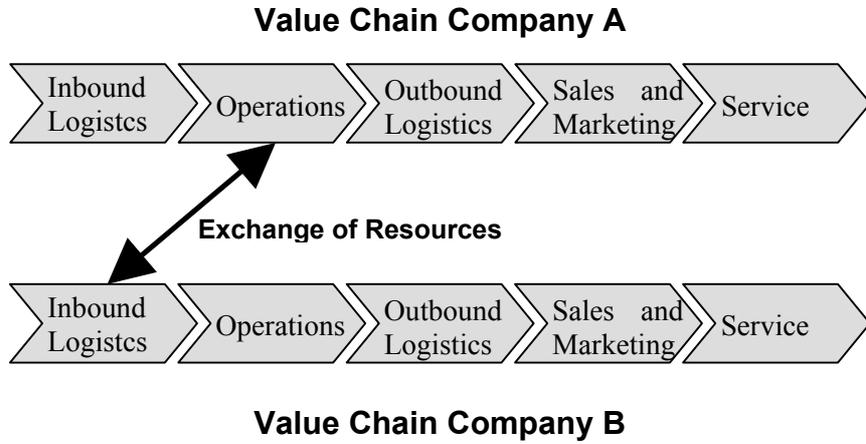 Value Chain Company A
Inbound
Logistcs
Operations
Outbound
Logistics
Sales and
Marketing
Service
Exchange of Resources
Inbound
Logistcs
Operations
Outbound
Logistics
Sales and
Marketing
Service
Value Chain Company B